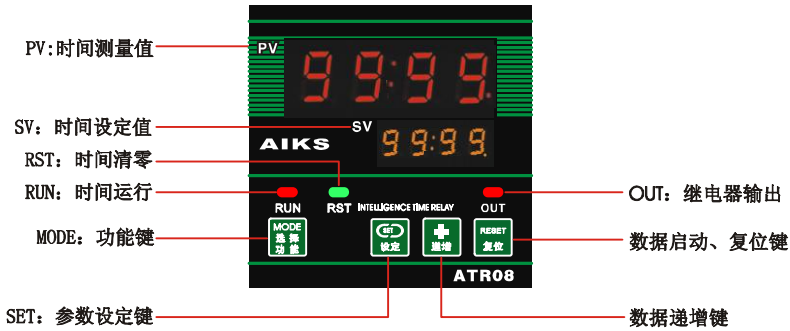 PV:时间测量值
PV
99:99.
SV：时间设定值
SV
99:99.
AIKS
RST：时间清零
RUN：时间运行
OUT：继电器输出
RUN
RST
INTELLIGENCE TIME RELAY
OUT
MODE：功能键
MODE
选择
功能
SET
设定
递增
RESET
复位
数据启动、复位键
ATR08
SET：参数设定键
数据递增键